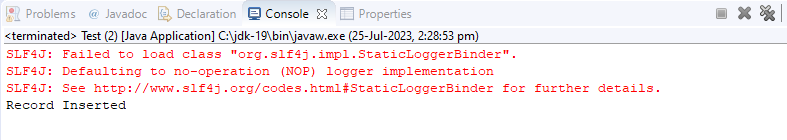 Problems @ Javadoc Declaration Console Properties
<terminated> Test (2) [Java Application] C:\jdk-19\bin\javaw.exe (25-Jul-2023, 2:28:53 pm)
SLF4J: Failed to load class "org.slf4j.impl.StaticLoggerBinder".
SLF4J: Defaulting to no-operation (NOP) logger implementation
SLF4J: See http://www.slf4j.org/codes.html#StaticLoggerBinder for further details.
Record Inserted